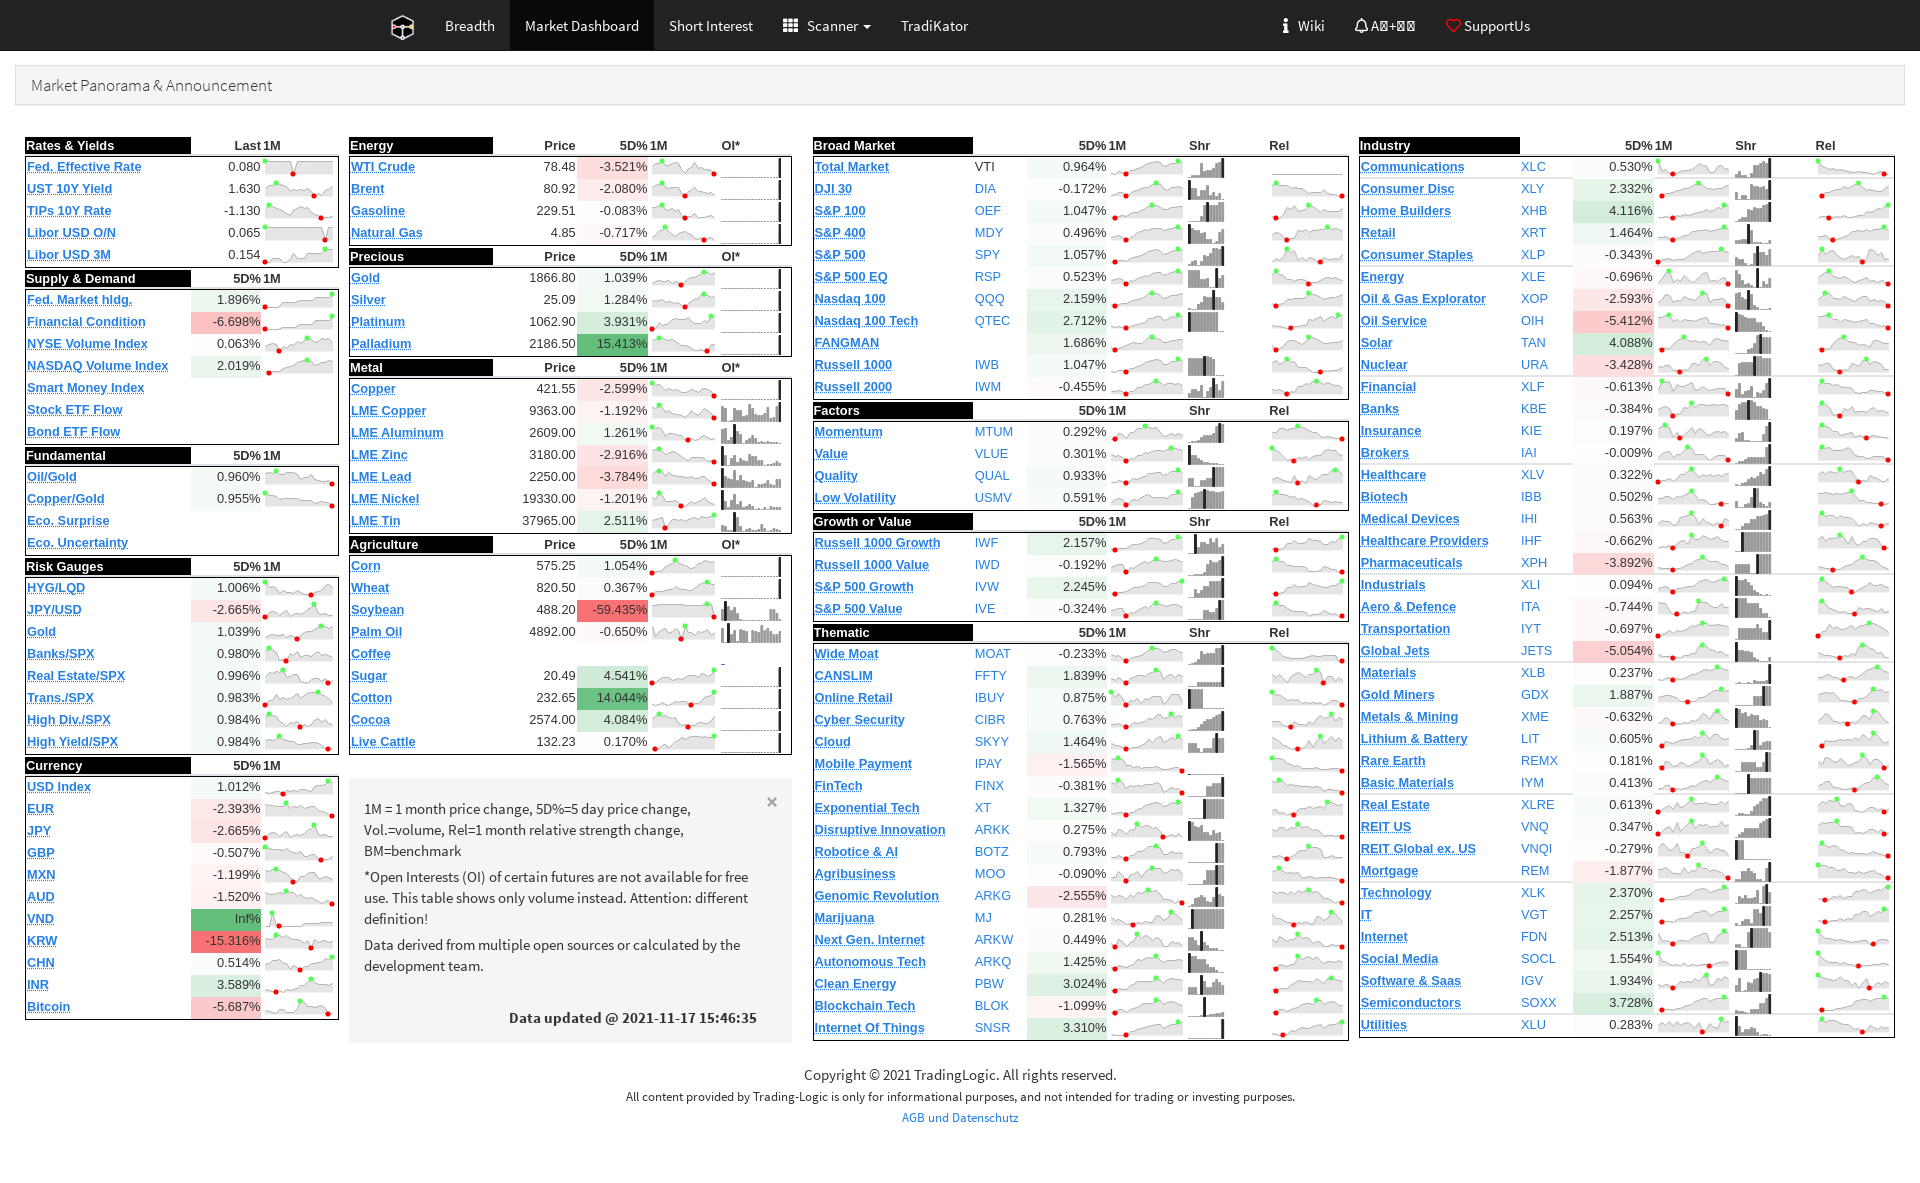 Breadth Market Dashboard Short Interest Scanner TradiKator Wiki SupportUs
Market Panorama & Announcement
Rates & Yields Last 1M
Fed. Effective Rate 0.080
UST 10Y Yield 1.630
TIPs 10Y Rate -1.130
Libor USD O/N 0.065
Libor USD 3M 0.154
Supply & Demand 5D% 1M
Fed. Market hldg. 1.896%
Financial Condition -6.698%
NYSE Volume Index 0.063%
NASDAQ Volume Index 2.019%
Smart Money Index
Stock ETF Flow
Bond ETF Flow
Fundamental 5D% 1M
Oil/Gold 0.960%
Copper/Gold 0.955%
Eco. Surprise
Eco. Uncertainty
Risk Gauges 5D% 1M
HYG/LQD 1.006%
JPY/USD -2.665%
Gold 1.039%
Banks/SPX 0.980%
Real Estate/SPX 0.996%
Trans./SPX 0.983%
High Div./SPX 0.984%
High Yield/SPX 0.984%
Currency 5D% 1M
USD Index 1.012%
EUR -2.393%
JPY -2.665%
GBP -0.507%
MXN -1.199%
AUD -1.520%
VND Inf%
KRW -15.316%
CHN 0.514%
INR 3.589%
Bitcoin -5.687%
Energy Price 5D% 1M OI*
WTI Crude 78.48 -3.521%
Brent 80.92 -2.080%
Gasoline 229.51 -0.083%
Natural Gas 4.85 -0.717%
Precious Price 5D% 1M OI*
Gold 1866.80 1.039%
Silver 25.09 1.284%
Platinum 1062.90 3.931%
Palladium 2186.50 15.413%
Metal Price 5D% 1M OI*
Copper 421.55 -2.599%
LME Copper 9363.00 -1.192%
LME Aluminum 2609.00 1.261%
LME Zinc 3180.00 -2.916%
LME Lead 2250.00 -3.784%
LME Nickel 19330.00 -1.201%
LME Tin 37965.00 2.511%
Agriculture Price 5D% 1M OI*
Corn 575.25 1.054%
Wheat 820.50 0.367%
Soybean 488.20 -59.435%
Palm Oil 4892.00 -0.650%
Coffee
Sugar 20.49 4.541%
Cotton 232.65 14.044%
Cocoa 2574.00 4.084%
Live Cattle 132.23 0.170%
×
1M = 1 month price change, 5D%=5 day price change,
Vol.=volume, Rel=1 month relative strength change,
BM=benchmark
*Open Interests (OI) of certain futures are not available for free
use. This table shows only volume instead. Attention: different
definition!
Data derived from multiple open sources or calculated by the
development team.
Data updated @ 2021-11-17 15:46:35
Broad Market 5D% 1M Shr Rel
Total Market VTI 0.964%
DJI 30 DIA -0.172%
S&P 100 OEF 1.047%
S&P 400 MDY 0.496%
S&P 500 SPY 1.057%
S&P 500 EQ RSP 0.523%
Nasdaq 100 QQQ 2.159%
Nasdaq 100 Tech QTEC 2.712%
FANGMAN 1.686%
Russell 1000 IWB 1.047%
Russell 2000 IWM -0.455%
Factors 5D% 1M Shr Rel
Momentum MTUM 0.292%
Value VLUE 0.301%
Quality QUAL 0.933%
Low Volatility USMV 0.591%
Growth or Value 5D% 1M Shr Rel
Russell 1000 Growth IWF 2.157%
Russell 1000 Value IWD -0.192%
S&P 500 Growth IVW 2.245%
S&P 500 Value IVE -0.324%
Thematic 5D% 1M Shr Rel
Wide Moat MOAT -0.233%
CANSLIM FFTY 1.839%
Online Retail IBUY 0.875%
Cyber Security CIBR 0.763%
Cloud SKYY 1.464%
Mobile Payment IPAY -1.565%
FinTech FINX -0.381%
Exponential Tech XT 1.327%
Disruptive Innovation ARKK 0.275%
Robotice & AI BOTZ 0.793%
Agribusiness MOO -0.090%
Genomic Revolution ARKG -2.555%
Marijuana MJ 0.281%
Next Gen. Internet ARKW 0.449%
Autonomous Tech ARKQ 1.425%
Clean Energy PBW 3.024%
Blockchain Tech BLOK -1.099%
Internet Of Things SNSR 3.310%
Industry 5D% 1M Shr Rel
Communications XLC 0.530%
Consumer Disc XLY 2.332%
Home Builders XHB 4.116%
Retail XRT 1.464%
Consumer Staples XLP -0.343%
Energy XLE -0.696%
Oil & Gas Explorator XOP -2.593%
Oil Service OIH -5.412%
Solar TAN 4.088%
Nuclear URA -3.428%
Financial XLF -0.613%
Banks KBE -0.384%
Insurance KIE 0.197%
Brokers IAI -0.009%
Healthcare XLV 0.322%
Biotech IBB 0.502%
Medical Devices IHI 0.563%
Healthcare Providers IHF -0.662%
Pharmaceuticals XPH -3.892%
Industrials XLI 0.094%
Aero & Defence ITA -0.744%
Transportation IYT -0.697%
Global Jets JETS -5.054%
Materials XLB 0.237%
Gold Miners GDX 1.887%
Metals & Mining XME -0.632%
Lithium & Battery LIT 0.605%
Rare Earth REMX 0.181%
Basic Materials IYM 0.413%
Real Estate XLRE 0.613%
REIT US VNQ 0.347%
REIT Global ex. US VNQI -0.279%
Mortgage REM -1.877%
Technology XLK 2.370%
IT VGT 2.257%
Internet FDN 2.513%
Social Media SOCL 1.554%
Software & Saas IGV 1.934%
Semiconductors SOXX 3.728%
Utilities XLU 0.283%
Copyright © 2021 TradingLogic. All rights reserved.
All content provided by Trading-Logic is only for informational purposes, and not intended for trading or investing purposes.
AGB und Datenschutz